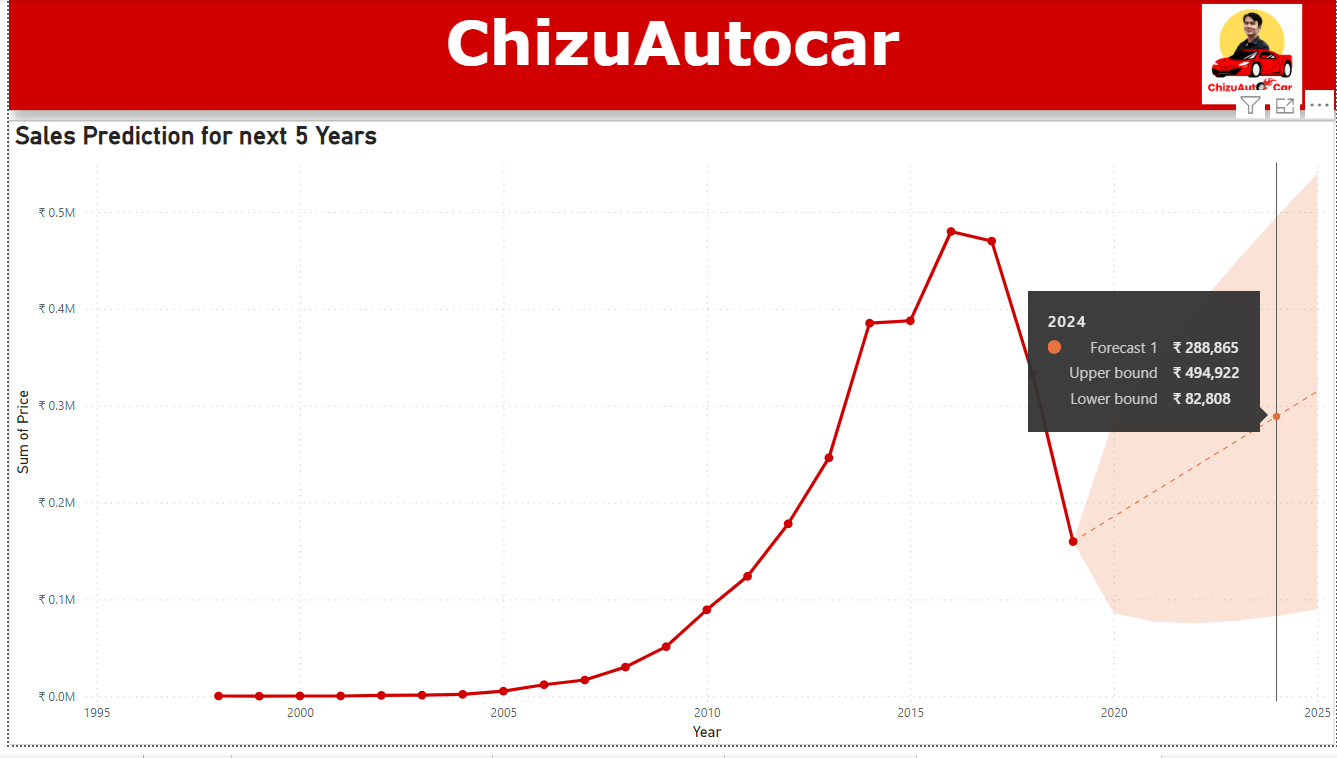 ChizuAutocar
ChizuAuto Car
Sales Prediction for next 5 Years
₹ 0.5M
₹ 0.4M
₹ 0.3M
₹ 0.2M
₹ 0.1M
₹ 0.0M
Sum of Price
2024
Forecast 1 ₹ 288,865
Upper bound ₹ 494,922
Lower bound ₹ 82,808
1995 2000 2005 2010 2015 2020 2025
Year